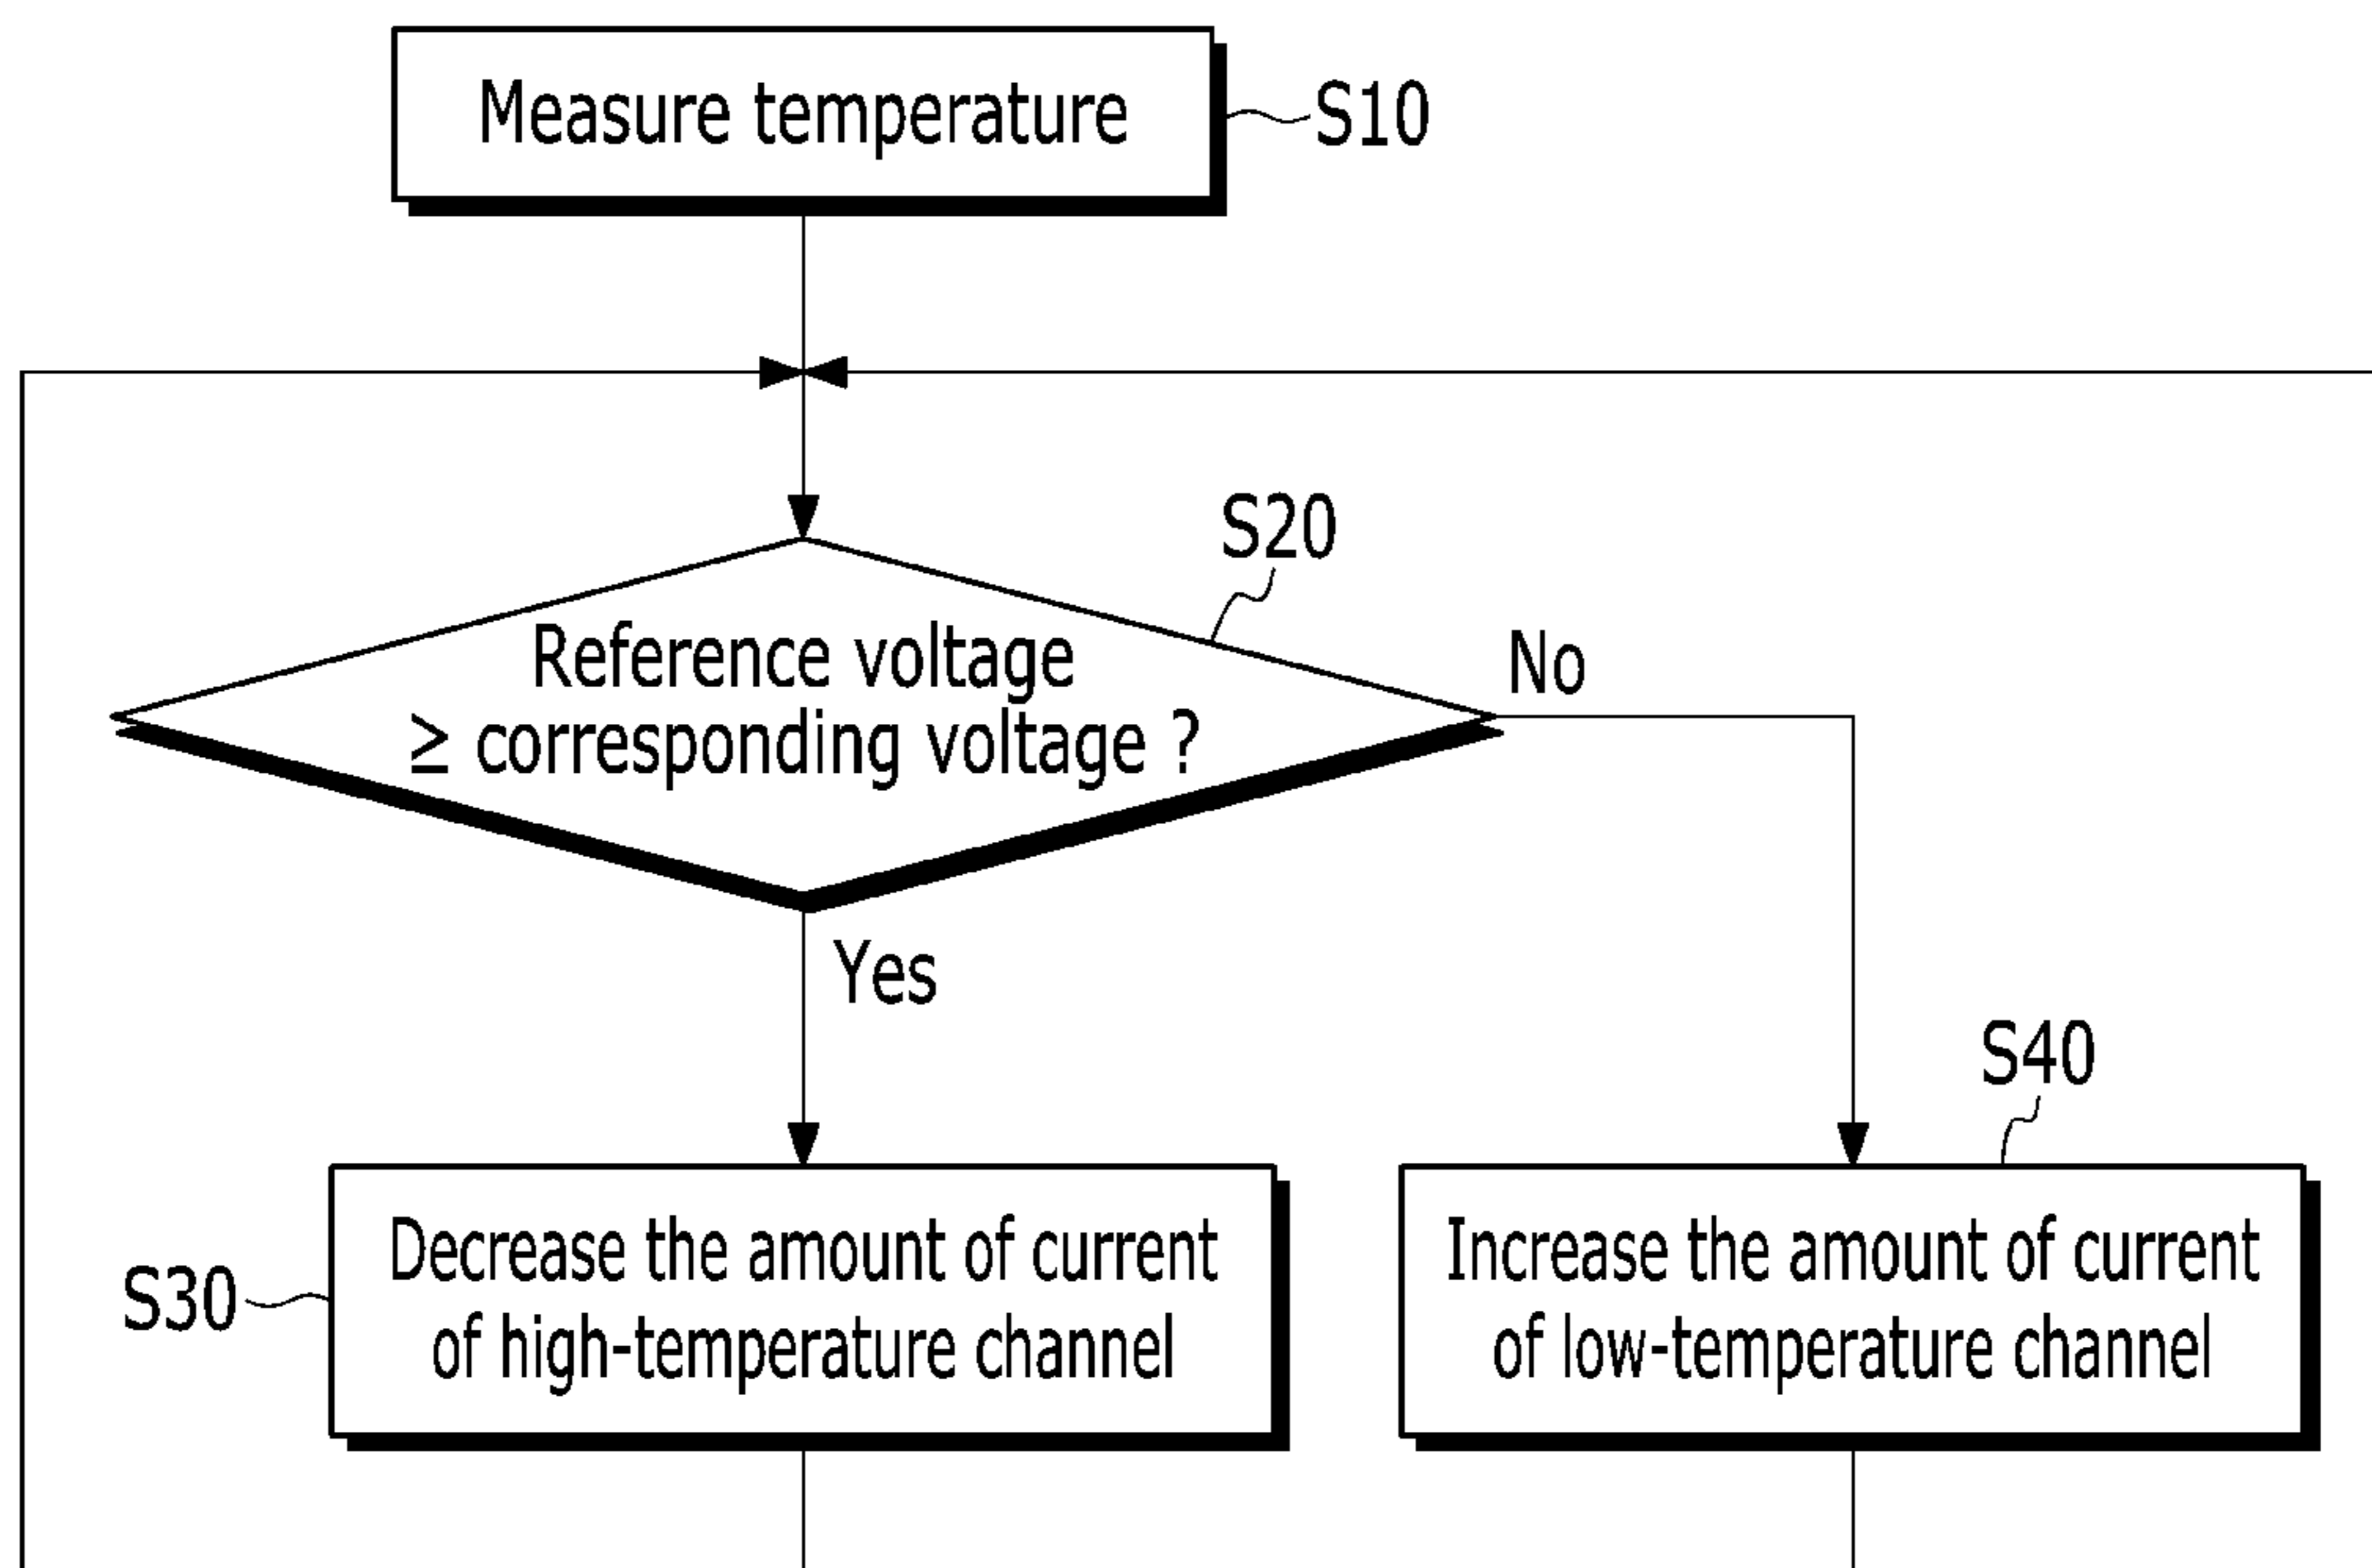 Measure temperature
S10
S20
Reference voltage
≥ corresponding voltage ?
No
Yes
S40
S30
Decrease the amount of current
of high-temperature channel
Increase the amount of current
of low-temperature channel